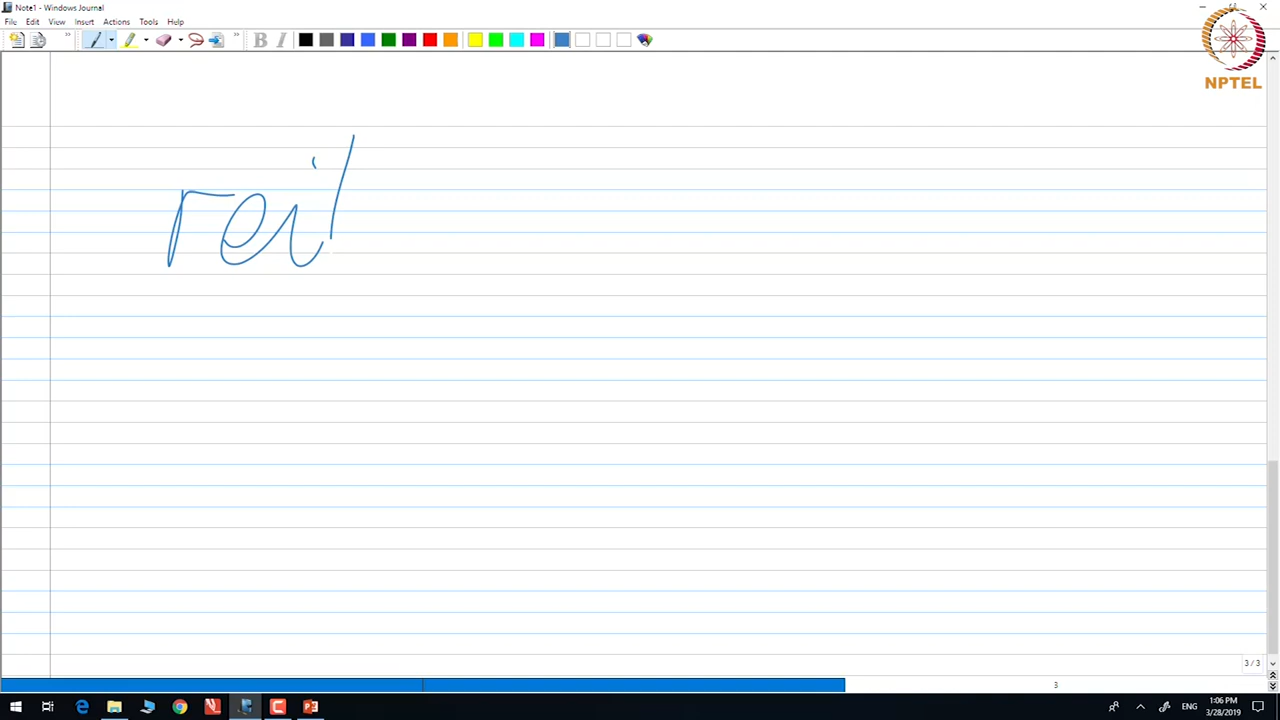 Note1 - Windows Journal
File Edit View Insert Actions Tools Help
B I
NPTEL
reil
3 / 3
3
ENG
1:06 PM
3/28/2019